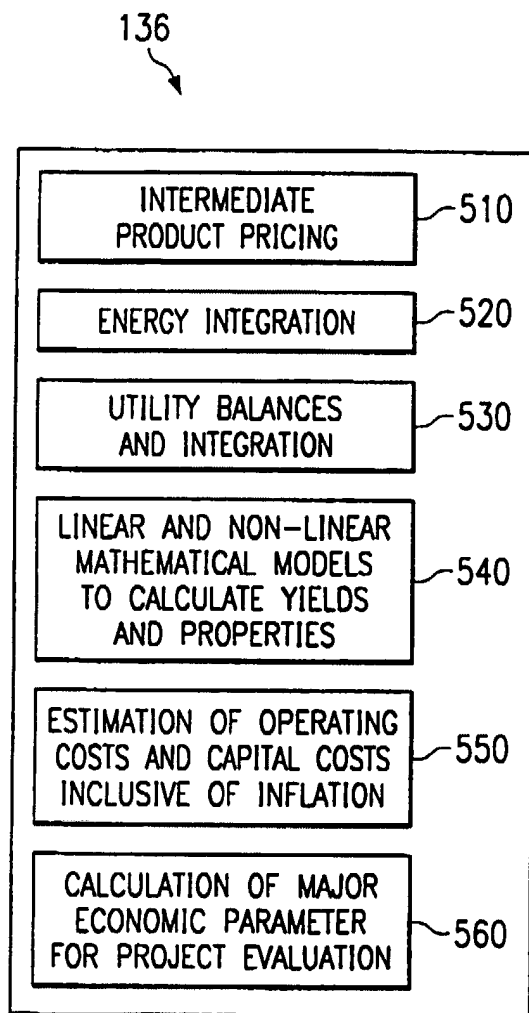 136
INTERMEDIATE
PRODUCT PRICING
510
ENERGY INTEGRATION
520
UTILITY BALANCES
AND INTEGRATION
530
LINEAR AND NON-LINEAR
MATHEMATICAL MODELS
TO CALCULATE YIELDS
AND PROPERTIES
540
ESTIMATION OF OPERATING
COSTS AND CAPITAL COSTS
INCLUSIVE OF INFLATION
550
CALCULATION OF MAJOR
ECONOMIC PARAMETER
FOR PROJECT EVALUATION
560